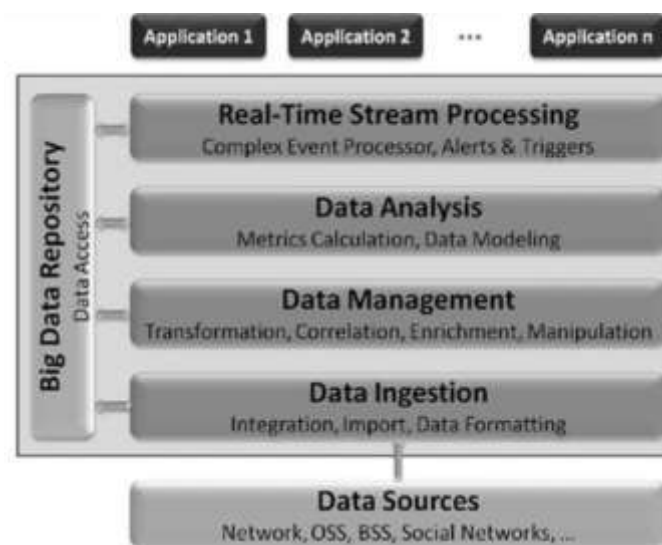 Application 1 Application 2 ... Application n
Big Data Repository
Data Access
Real-Time Stream Processing
Complex Event Processor, Alerts & Triggers
Data Analysis
Metrics Calculation, Data Modeling
Data Management
Transformation, Correlation, Enrichment, Manipulation
Data Ingestion
Integration, Import, Data Formatting
Data Sources
Network, OSS, BSS, Social Networks, ...